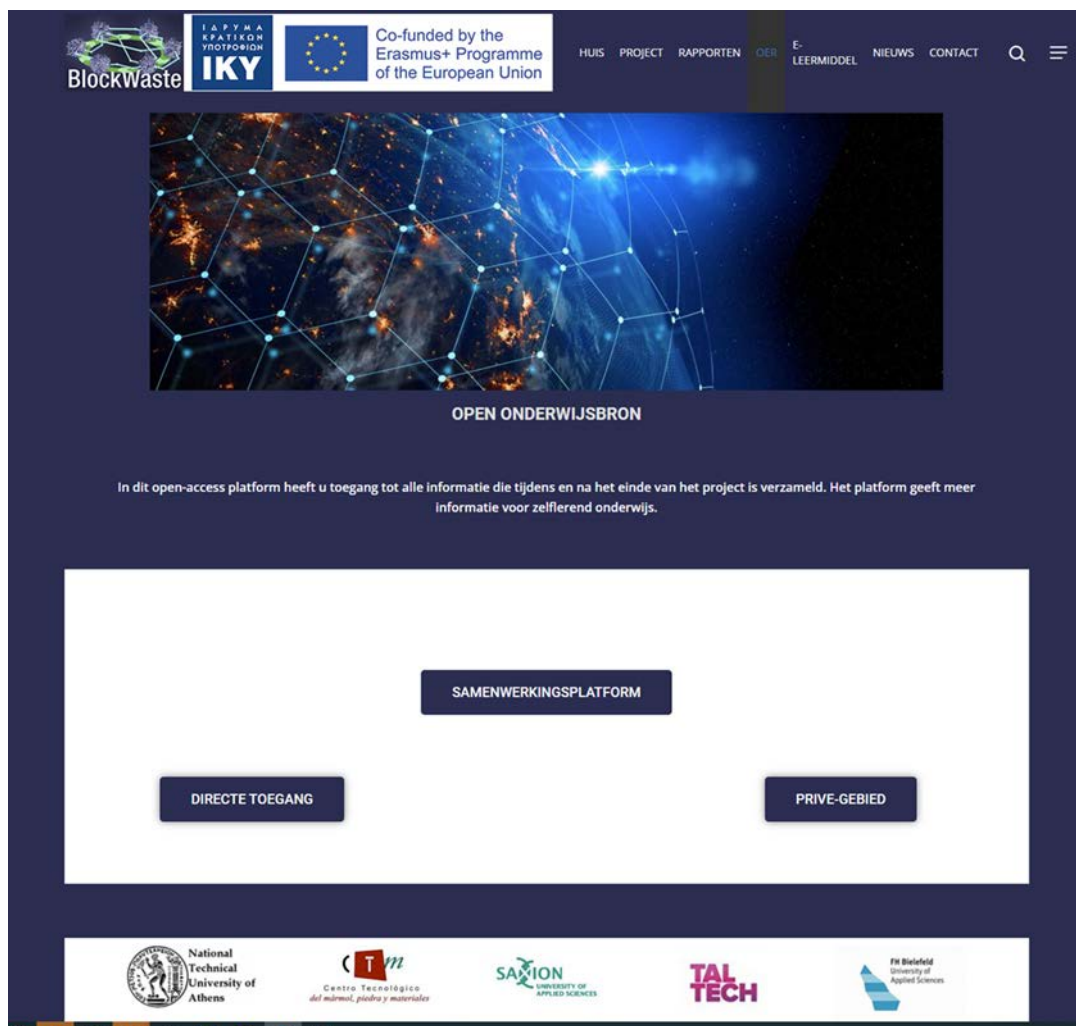 BlockWaste
ΙΔΡΥΜΑ
ΚΡΑΤΙΚΩΝ
ΥΠΟΤΡΟΦΙΩΝ
IKY
Co-funded by the
Erasmus+ Programme
of the European Union
HUIS PROJECT RAPPORTEN OER E-
LEERMIDDEL NIEUWS CONTACT
OPEN ONDERWIJSBRON
In dit open-access platform heeft u toegang tot alle informatie die tijdens en na het einde van het project is verzameld. Het platform geeft meer
informatie voor zelflerend onderwijs.
SAMENWERKINGSPLATFORM
DIRECTE TOEGANG
PRIVE-GEBIED
National
Technical
University of
Athens
CTm
Centro Tecnológico
del mármol, piedra y materiales
SAXION
UNIVERSITY OF
APPLIED SCIENCES
TAL
TECH
FH Bielefeld
University of
Applied Sciences